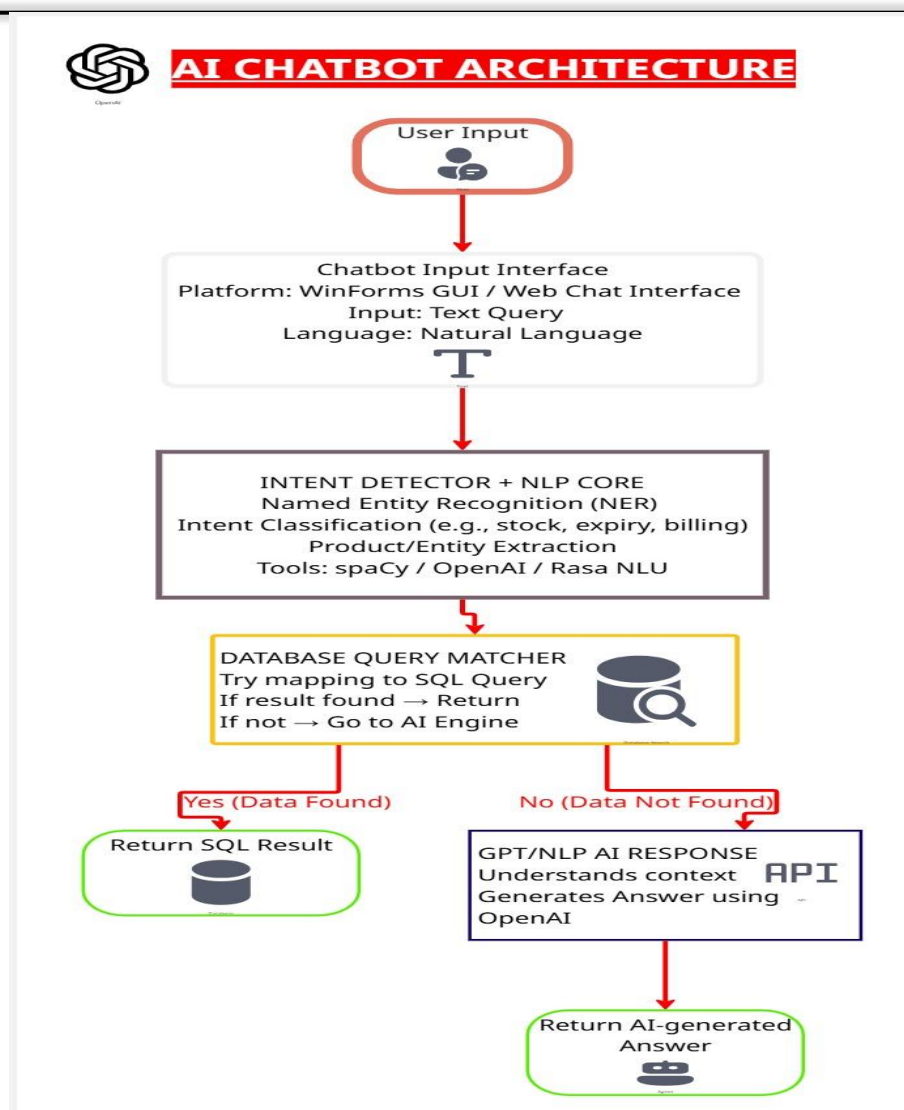 AI CHATBOT ARCHITECTURE
OpenAI
User Input
Chatbot Input Interface
Platform: WinForms GUI / Web Chat Interface
Input: Text Query
Language: Natural Language
T
INTENT DETECTOR + NLP CORE
Named Entity Recognition (NER)
Intent Classification (e.g., stock, expiry, billing)
Product/Entity Extraction
Tools: spaCy / OpenAI / Rasa NLU
DATABASE QUERY MATCHER
Try mapping to SQL Query
If result found → Return
If not → Go to AI Engine
Yes (Data Found)
No (Data Not Found)
Return SQL Result
GPT/NLP AI RESPONSE
Understands context
Generates Answer using
OpenAI
API
Return AI-generated
Answer